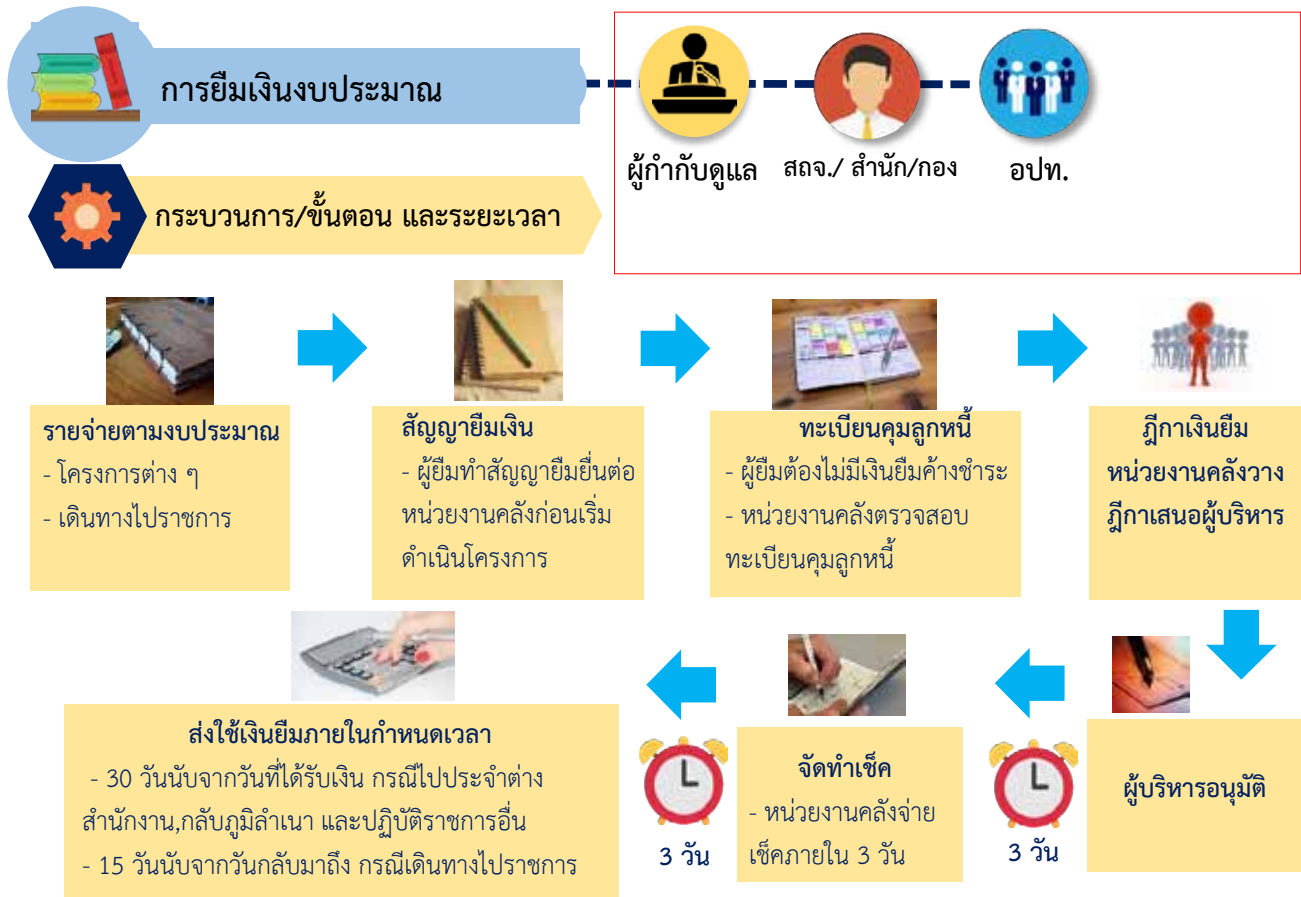 การยืมเงินงบประมาณ
ผู้กำกับดูแล
สถจ./ สำนัก/กอง
อปท.
กระบวนการ/ขั้นตอน และระยะเวลา
รายจ่ายตามงบประมาณ
- โครงการต่าง ๆ
- เดินทางไปราชการ
สัญญายืมเงิน
- ผู้ยืมทำสัญญายืมยื่นต่อ
หน่วยงานคลังก่อนเริ่ม
ดำเนินโครงการ
ทะเบียนคุมลูกหนี้
- ผู้ยืมต้องไม่มีเงินยืมค้างชำระ
- หน่วยงานคลังตรวจสอบ
ทะเบียนคุมลูกหนี้
ฎีกาเงินยืม
หน่วยงานคลังวาง
ฎีกาเสนอผู้บริหาร
ผู้บริหารอนุมัติ
3 วัน
จัดทำเช็ค
- หน่วยงานคลังจ่าย
เช็คภายใน 3 วัน
3 วัน
ส่งใช้เงินยืมภายในกำหนดเวลา
- 30 วันนับจากวันที่ได้รับเงิน กรณีไปประจำต่าง
สำนักงาน,กลับภูมิลำเนา และปฏิบัติราชการอื่น
- 15 วันนับจากวันกลับมาถึง กรณีเดินทางไปราชการ